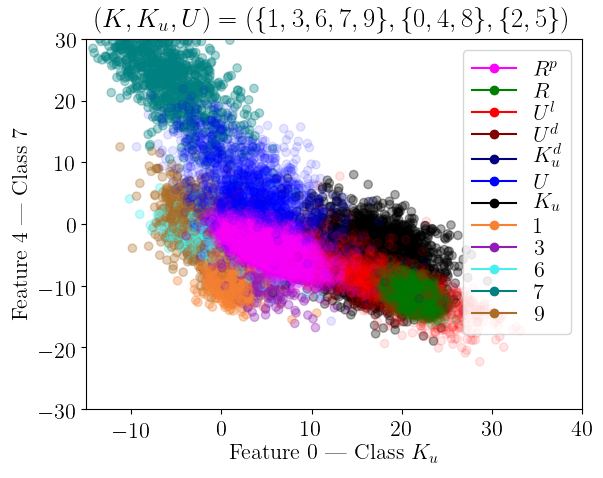 (K, K_u, U) = ({1, 3, 6, 7, 9}, {0, 4, 8}, {2, 5})
Feature 4 — Class 7
30
20
10
0
−10
−20
−30
R^p
R
U^l
U^d
K_u^d
U
K_u
1
3
6
7
9
−10 0 10 20 30 40
Feature 0 — Class K_u